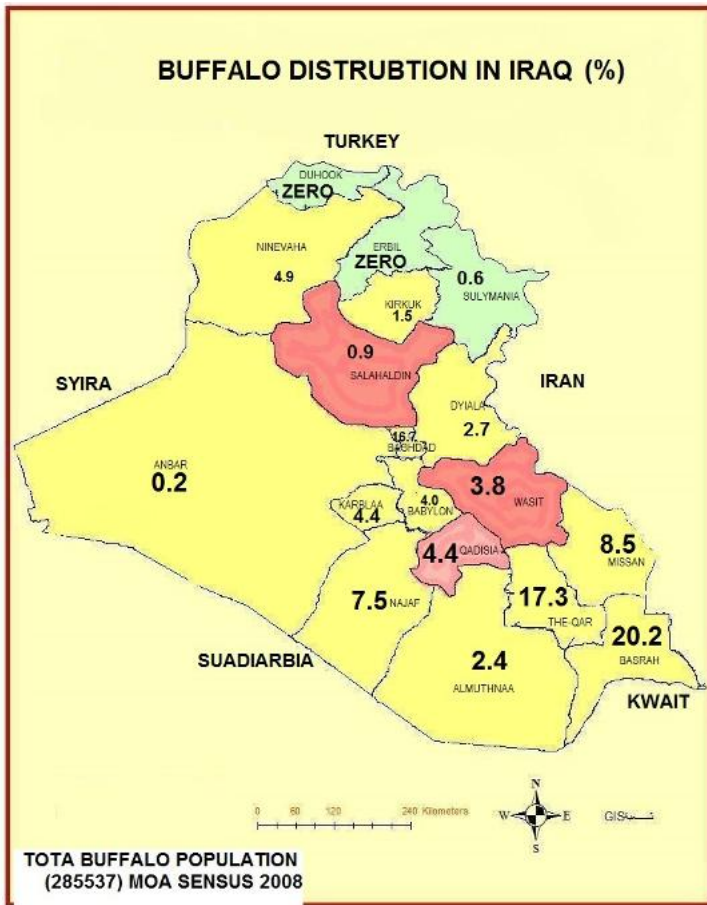 BUFFALO DISTRUBTION IN IRAQ (%)
TURKEY
DUHOOK
ZERO
NINEVAHA
4.9
ERBIL
ZERO
0.6
SULYMANIA
KIRKUK
1.5
0.9
SALAHALDIN
SYIRA
IRAN
DYIALA
2.7
16.7
BAGHDAD
ANBAR
0.2
3.8
WASIT
KARBLAA
4.4
4.0
BABYLON
4.4 QADISIA
8.5
MISSAN
7.5 NAJAF
17.3
THE-QAR
20.2
BASRAH
SUADIARBIA
2.4
ALMUTHNAA
KWAIT
0 60 120 240 Kilometers
N
W E
S
GIS
TOTA BUFFALO POPULATION
(285537) MOA SENSUS 2008